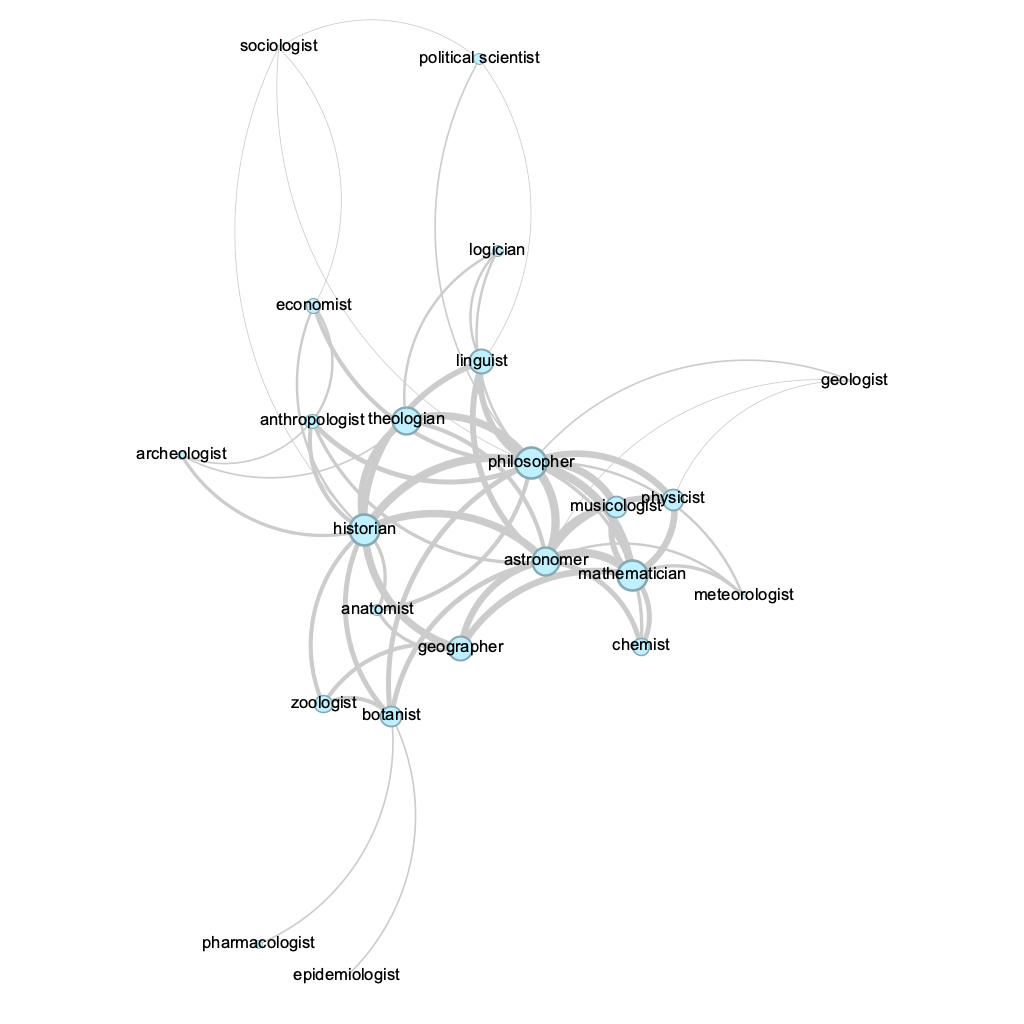 sociologist
political scientist
logician
economist
linguist
geologist
anthropologist
theologian
archeologist
philosopher
physicist
musicologist
historian
astronomer
mathematician
meteorologist
anatomist
chemist
geographer
zoologist
botanist
pharmacologist
epidemiologist